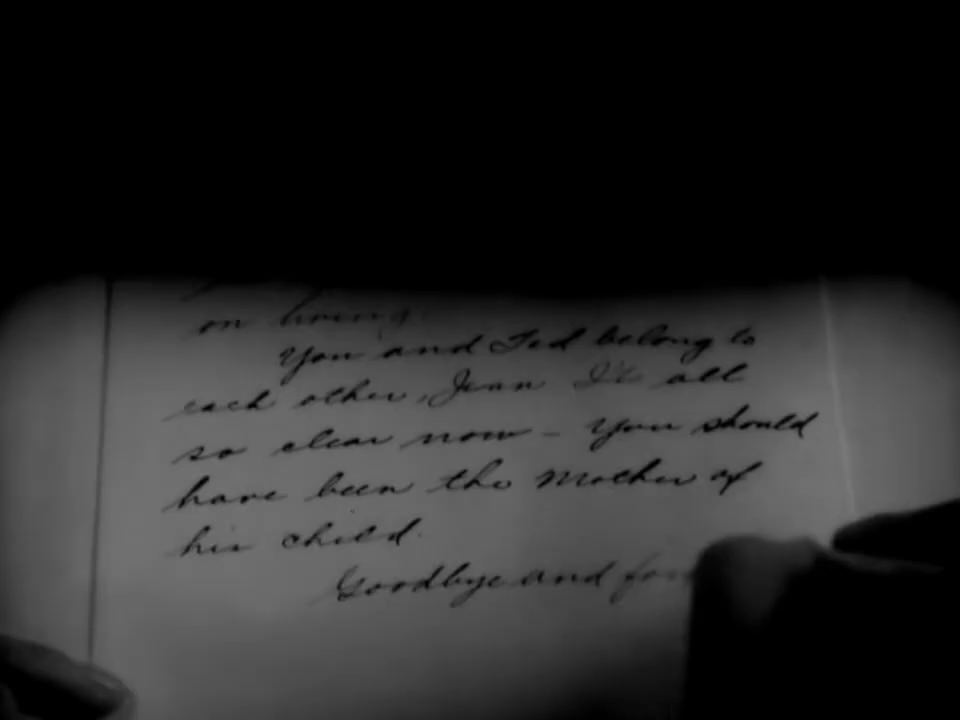 on living.
You and Ted belong to
each other, Jean It's all
so clear now - you should
have been the Mother of
his child.
Goodbye and